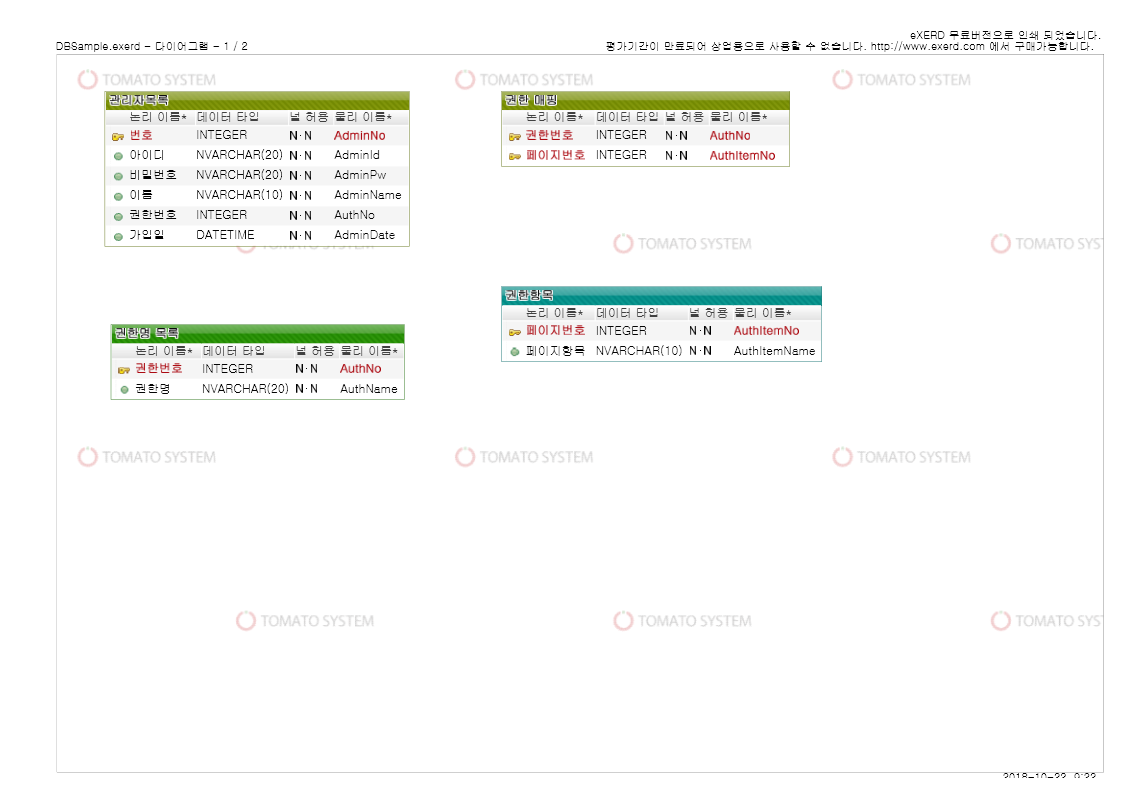 eXERD 무료버전으로 인쇄 되었습니다.
DBSample.exerd - 다이어그램 - 1 / 2
평가기간이 만료되어 상업용으로 사용할 수 없습니다. http://www.exerd.com 에서 구매가능합니다.
TOMATO SYSTEM TOMATO SYSTEM TOMATO SYSTEM
관리자목록
논리 이름* 데이터 타입 널 허용 물리 이름*
번호 INTEGER N·N AdminNo
아이디 NVARCHAR(20) N·N AdminId
비밀번호 NVARCHAR(20) N·N AdminPw
이름 NVARCHAR(10) N·N AdminName
권한번호 INTEGER N·N AuthNo
가입일 DATETIME N·N AdminDate
권한 매핑
논리 이름* 데이터 타입 널 허용 물리 이름*
권한번호 INTEGER N·N AuthNo
페이지번호 INTEGER N·N AuthItemNo
TOMATO SYSTEM TOMATO SYSTEM TOMATO SYS
권한항목
논리 이름* 데이터 타입 널 허용 물리 이름*
페이지번호 INTEGER N·N AuthItemNo
페이지항목 NVARCHAR(10) N·N AuthItemName
권한명 목록
논리 이름* 데이터 타입 널 허용 물리 이름*
권한번호 INTEGER N·N AuthNo
권한명 NVARCHAR(20) N·N AuthName
TOMATO SYSTEM TOMATO SYSTEM TOMATO SYSTEM
TOMATO SYSTEM TOMATO SYSTEM TOMATO SYS
2018-10-22 9:22